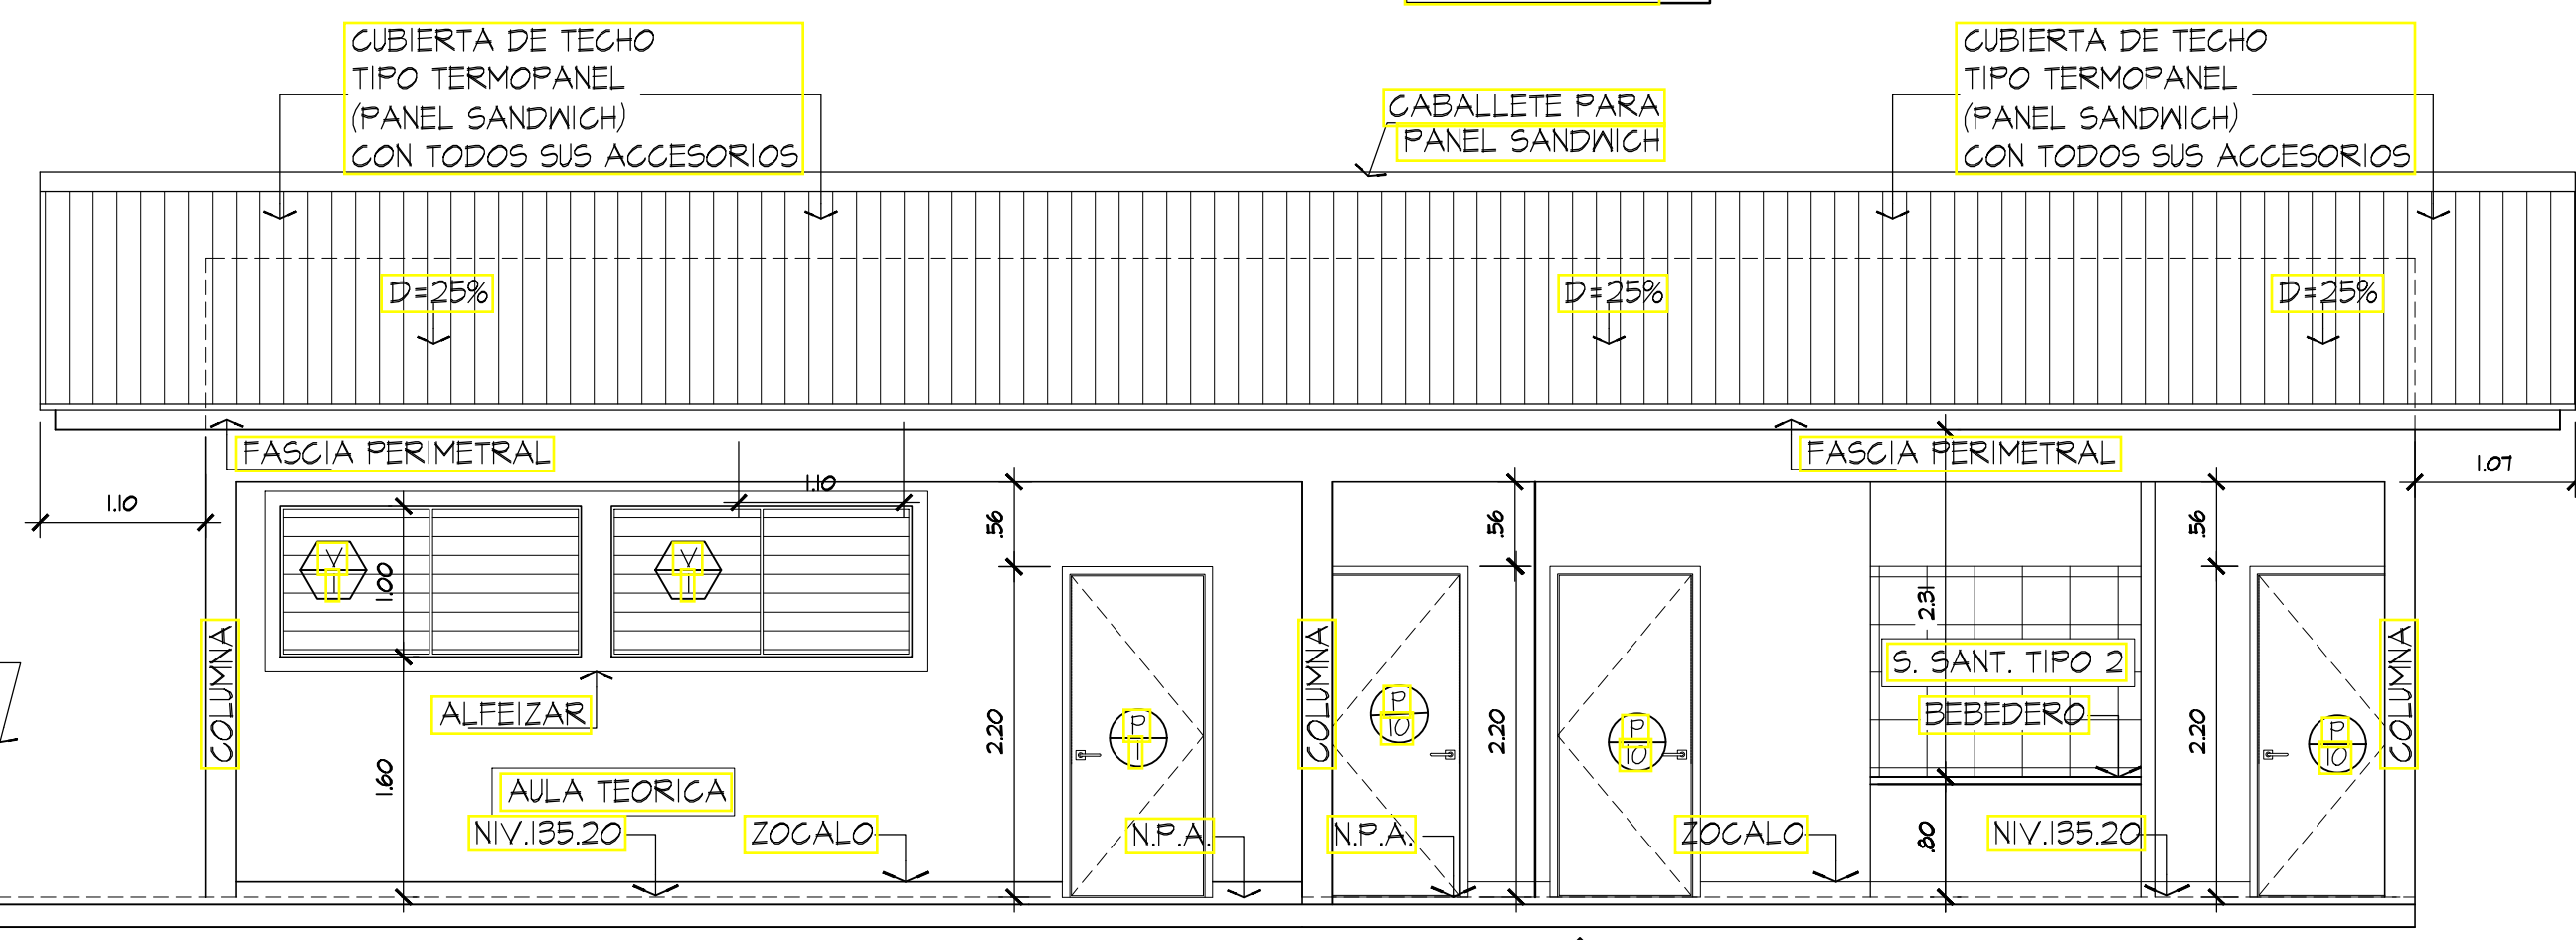 CUBIERTA DE TECHO
TIPO TERMOPANEL
(PANEL SANDWICH)
CON TODOS SUS ACCESORIOS
CABALLETE PARA
PANEL SANDWICH
CUBIERTA DE TECHO
TIPO TERMOPANEL
(PANEL SANDWICH)
CON TODOS SUS ACCESORIOS
D=25%
D=25%
D=25%
FASCIA PERIMETRAL
FASCIA PERIMETRAL
1.10
1.10
1.07
.56
.56
.56
V
1
V
1
1.00
2.31
COLUMNA
COLUMNA
COLUMNA
S. SANT. TIPO 2
ALFEIZAR
BEBEDERO
2.20
P
1
P
10
2.20
P
10
2.20
P
10
1.60
AULA TEORICA
NIV.135.20
ZOCALO
N.P.A.
N.P.A.
ZOCALO
.80
NIV.135.20